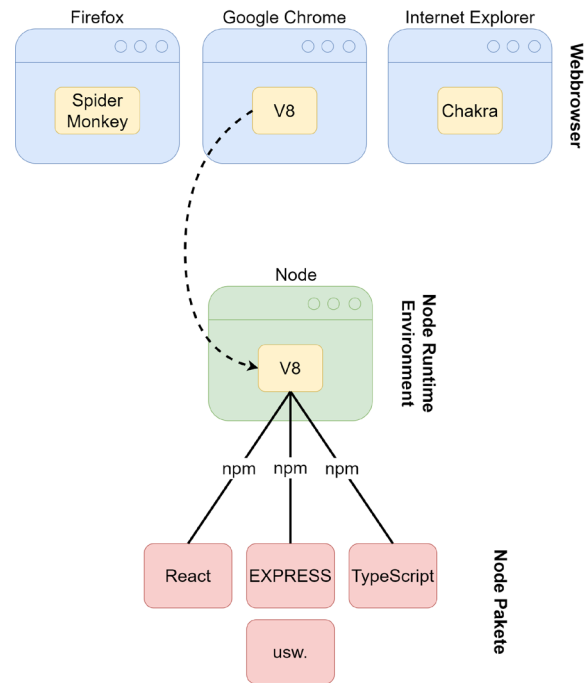 Firefox
Google Chrome
Internet Explorer
Spider
Monkey
V8
Chakra
Webbrowser
Node
V8
Node Runtime
Environment
npm
npm
npm
React
EXPRESS
TypeScript
usw.
Node Pakete